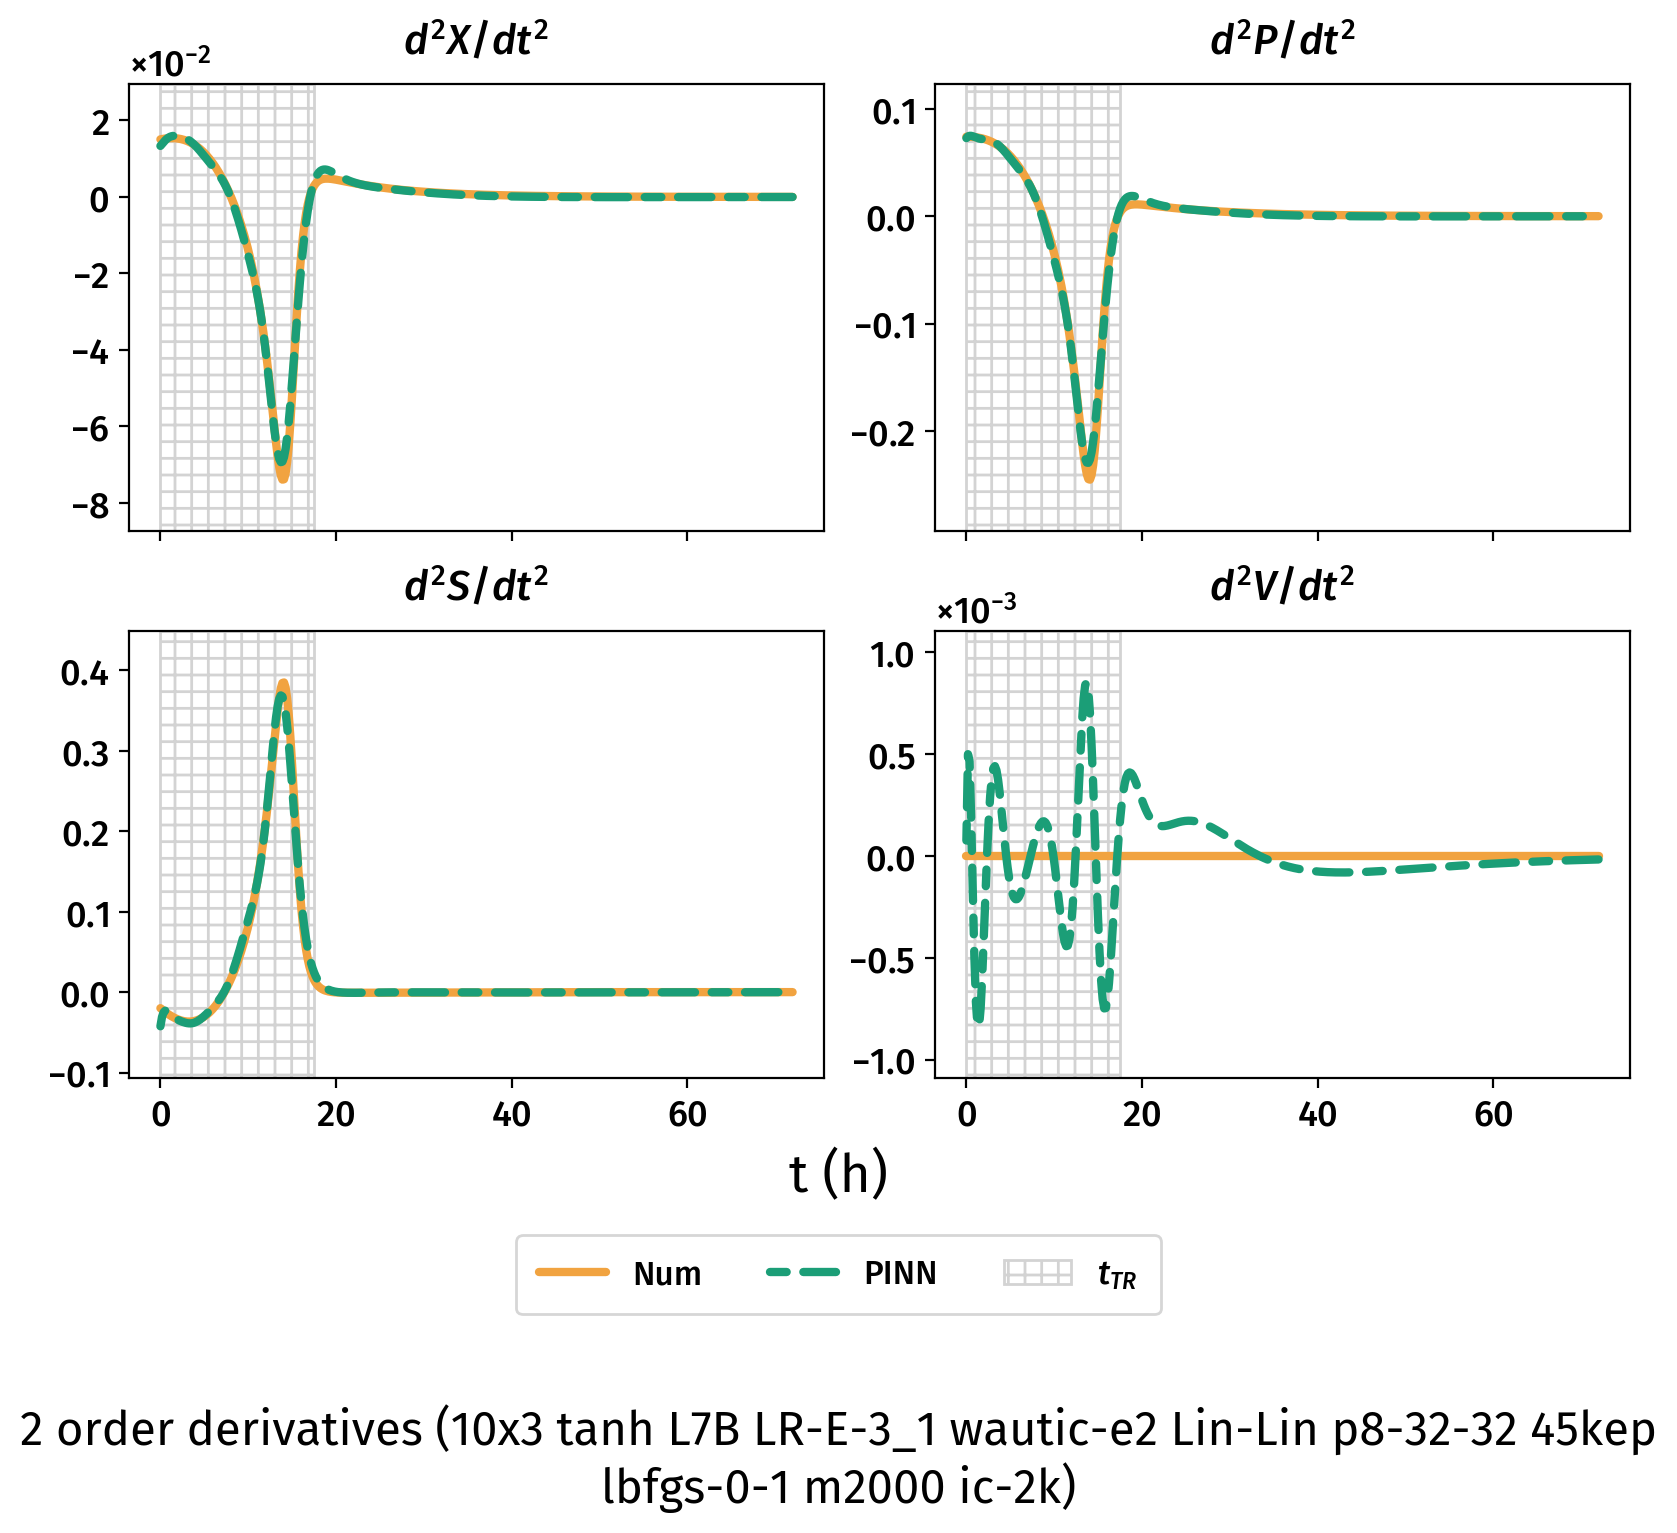 d²X/dt²
×10⁻²
2
0
−2
−4
−6
−8
d²P/dt²
0.1
0.0
−0.1
−0.2
d²S/dt²
0.4
0.3
0.2
0.1
0.0
−0.1
0 20 40 60
d²V/dt²
×10⁻³
1.0
0.5
0.0
−0.5
−1.0
0 20 40 60
t (h)
Num PINN t_TR
2 order derivatives (10x3 tanh L7B LR-E-3_1 wautic-e2 Lin-Lin p8-32-32 45kep
lbfgs-0-1 m2000 ic-2k)